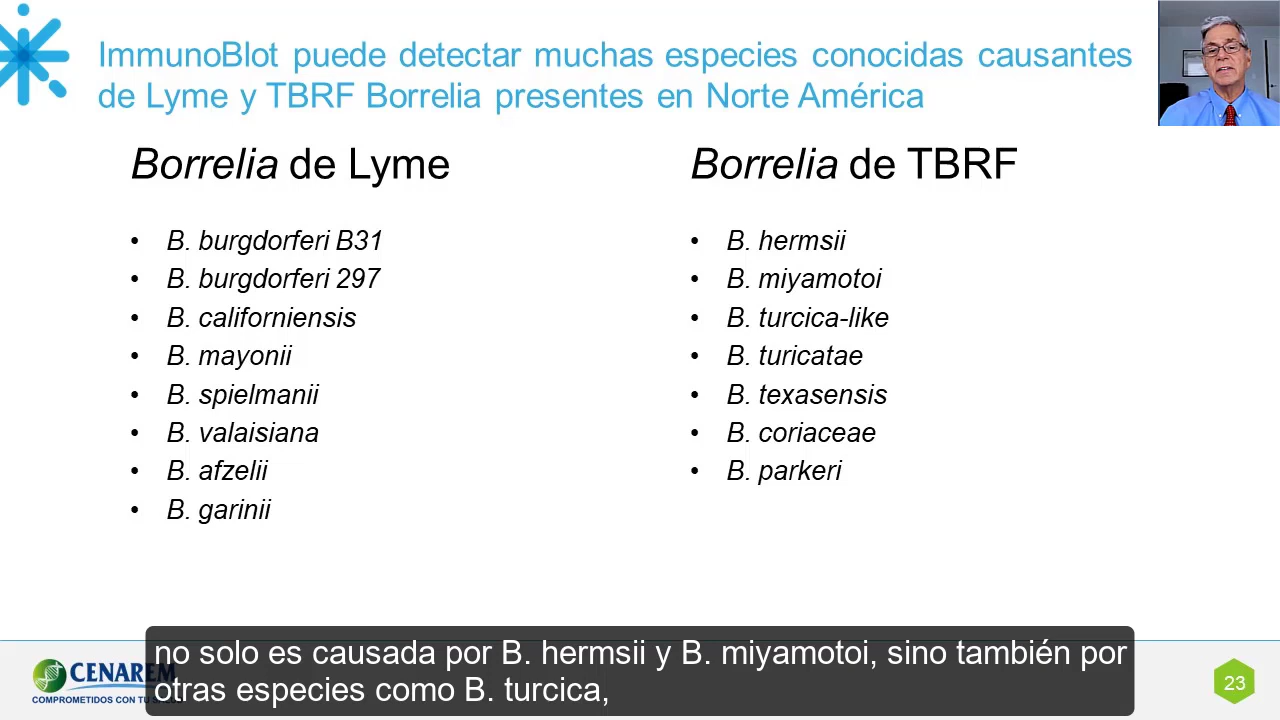 ImmunoBlot puede detectar muchas especies conocidas causantes
de Lyme y TBRF Borrelia presentes en Norte América
Borrelia de Lyme
• B. burgdorferi B31
• B. burgdorferi 297
• B. californiensis
• B. mayonii
• B. spielmanii
• B. valaisiana
• B. afzelii
• B. garinii
Borrelia de TBRF
• B. hermsii
• B. miyamotoi
• B. turcica-like
• B. turicatae
• B. texasensis
• B. coriaceae
• B. parkeri
no solo es causada por B. hermsii y B. miyamotoi, sino también por
otras especies como B. turcica,
CENAREM
COMPROMETIDOS CON TU
23